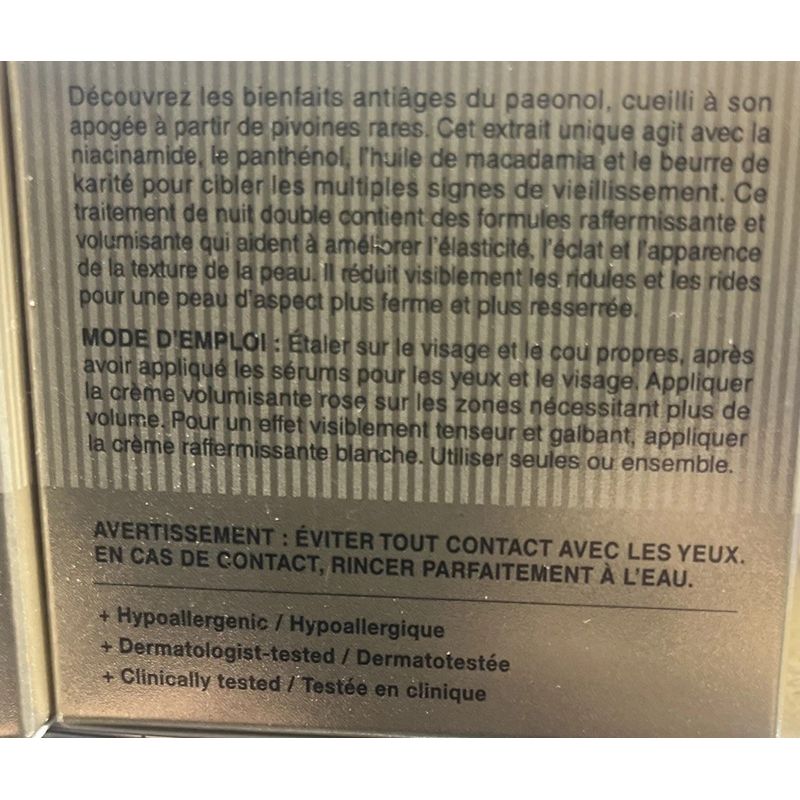 Découvrez les bienfaits antiâges du paeonol, cueilli à son
apogée à partir de pivoines rares. Cet extrait unique agit avec la
niacinamide, le panthénol, l'huile de macadamia et le beurre de
karité pour cibler les multiples signes de vieillissement. Ce
traitement de nuit double contient des formules raffermissante et
volumisante qui aident à améliorer l'élasticité, l'éclat et l'apparence
de la texture de la peau. Il réduit visiblement les ridules et les rides
pour une peau d'aspect plus ferme et plus resserrée.
MODE D'EMPLOI : Étaler sur le visage et le cou propres, après
avoir appliqué les sérums pour les yeux et le visage. Appliquer
la crème volumisante rose sur les zones nécessitant plus de
volume. Pour un effet visiblement tenseur et galbant, appliquer
la crème raffermissante blanche. Utiliser seules ou ensemble.
AVERTISSEMENT : ÉVITER TOUT CONTACT AVEC LES YEUX.
EN CAS DE CONTACT, RINCER PARFAITEMENT À L'EAU.
+ Hypoallergenic / Hypoallergique
+ Dermatologist-tested / Dermatotestée
+ Clinically tested / Testée en clinique